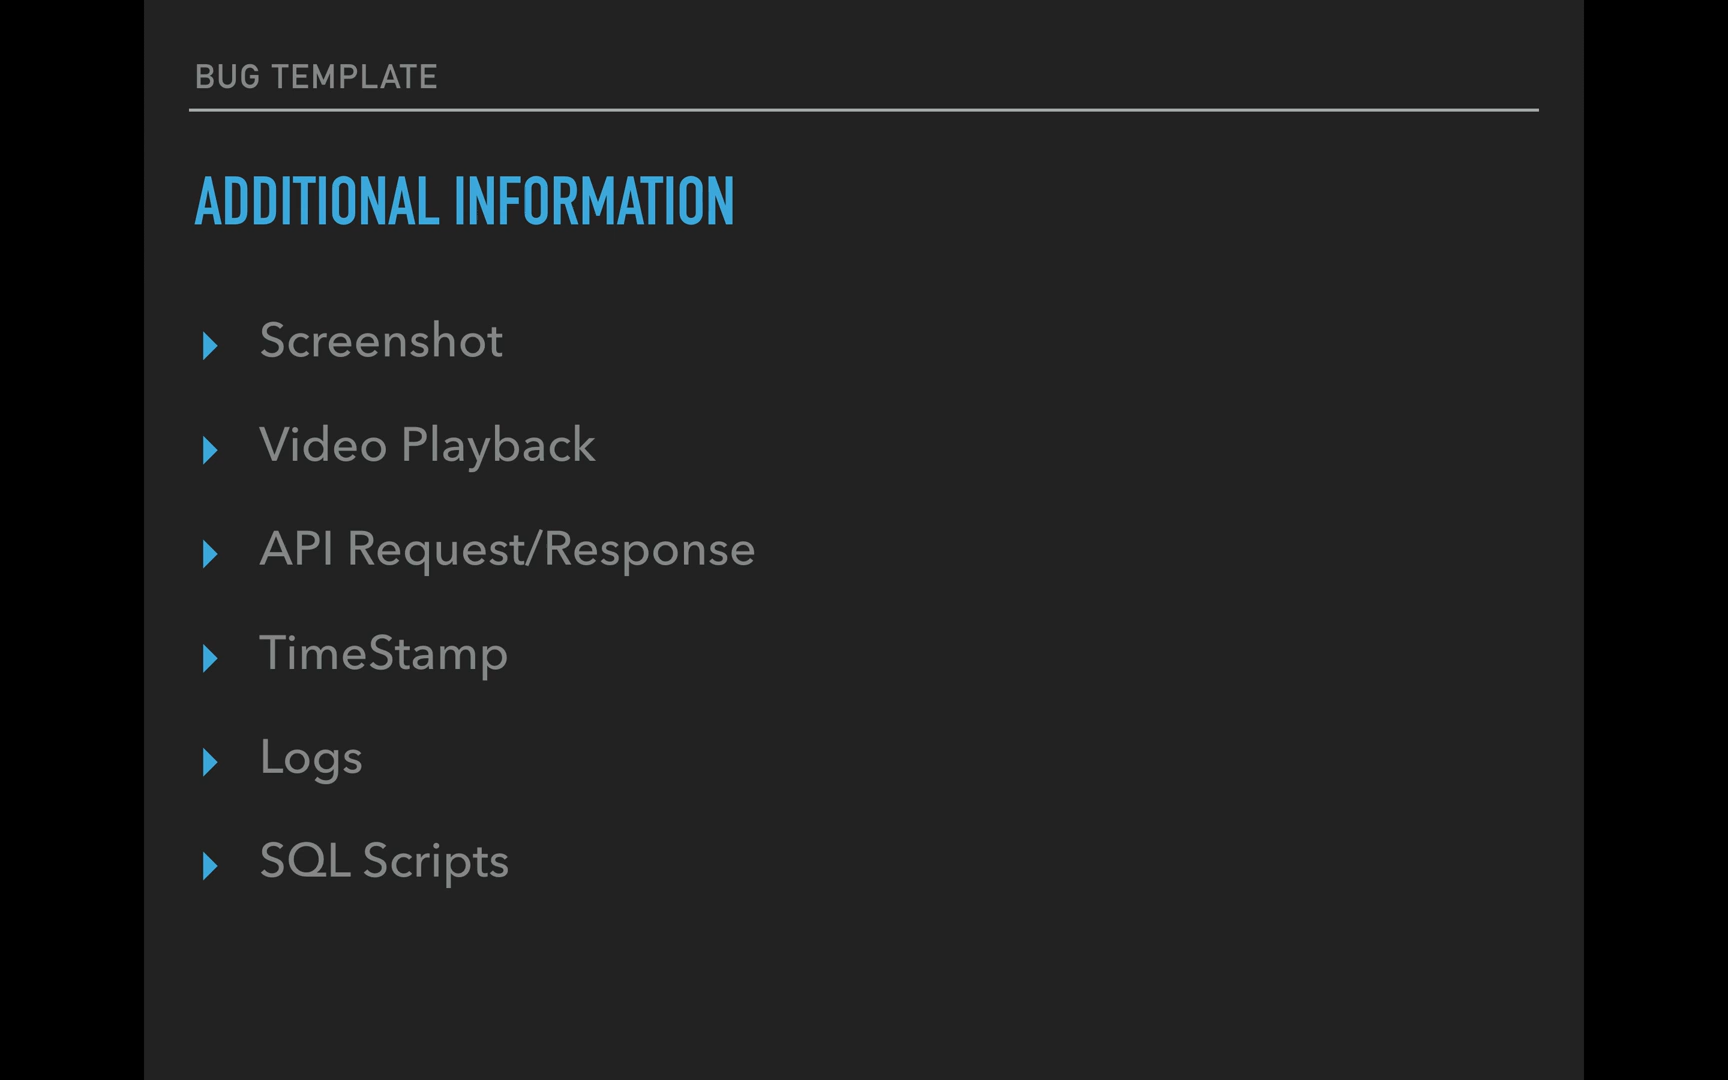 BUG TEMPLATE
ADDITIONAL INFORMATION
Screenshot
Video Playback
API Request/Response
TimeStamp
Logs
SQL Scripts